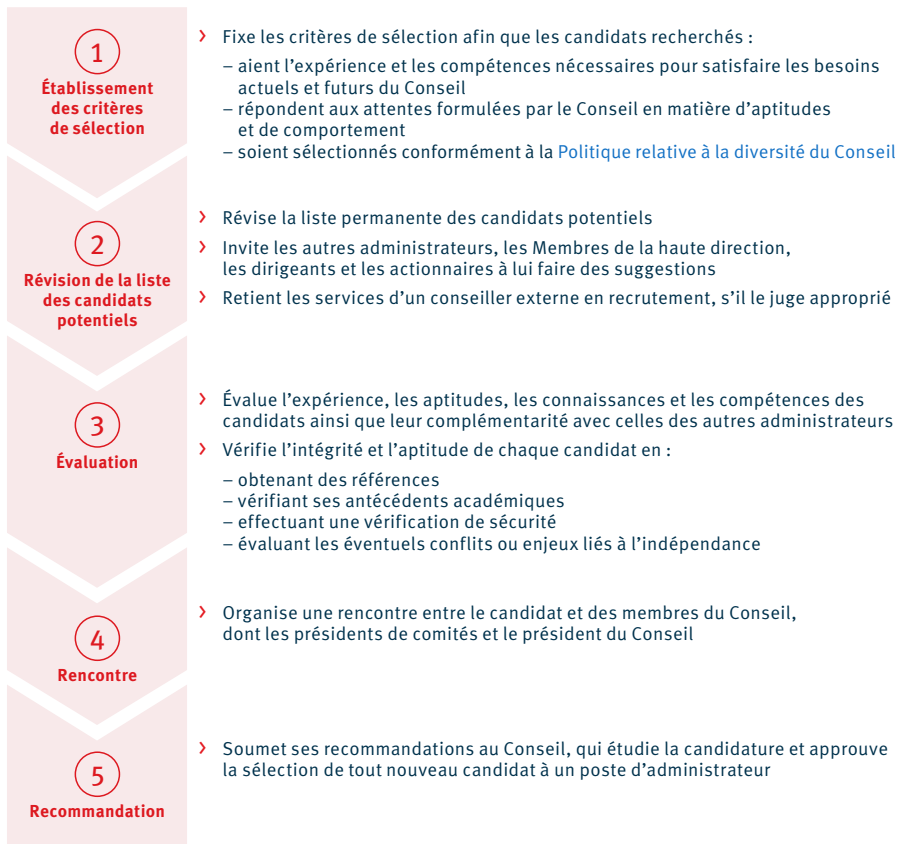 1
Établissement
des critères
de sélection
› Fixe les critères de sélection afin que les candidats recherchés :
– aient l’expérience et les compétences nécessaires pour satisfaire les besoins
actuels et futurs du Conseil
– répondent aux attentes formulées par le Conseil en matière d’aptitudes
et de comportement
– soient sélectionnés conformément à la Politique relative à la diversité du Conseil
2
Révision de la liste
des candidats
potentiels
› Révise la liste permanente des candidats potentiels
› Invite les autres administrateurs, les Membres de la haute direction,
les dirigeants et les actionnaires à lui faire des suggestions
› Retient les services d’un conseiller externe en recrutement, s’il le juge approprié
3
Évaluation
› Évalue l’expérience, les aptitudes, les connaissances et les compétences des
candidats ainsi que leur complémentarité avec celles des autres administrateurs
› Vérifie l’intégrité et l’aptitude de chaque candidat en :
– obtenant des références
– vérifiant ses antécédents académiques
– effectuant une vérification de sécurité
– évaluant les éventuels conflits ou enjeux liés à l’indépendance
4
Rencontre
› Organise une rencontre entre le candidat et des membres du Conseil,
dont les présidents de comités et le président du Conseil
5
Recommandation
› Soumet ses recommandations au Conseil, qui étudie la candidature et approuve
la sélection de tout nouveau candidat à un poste d’administrateur